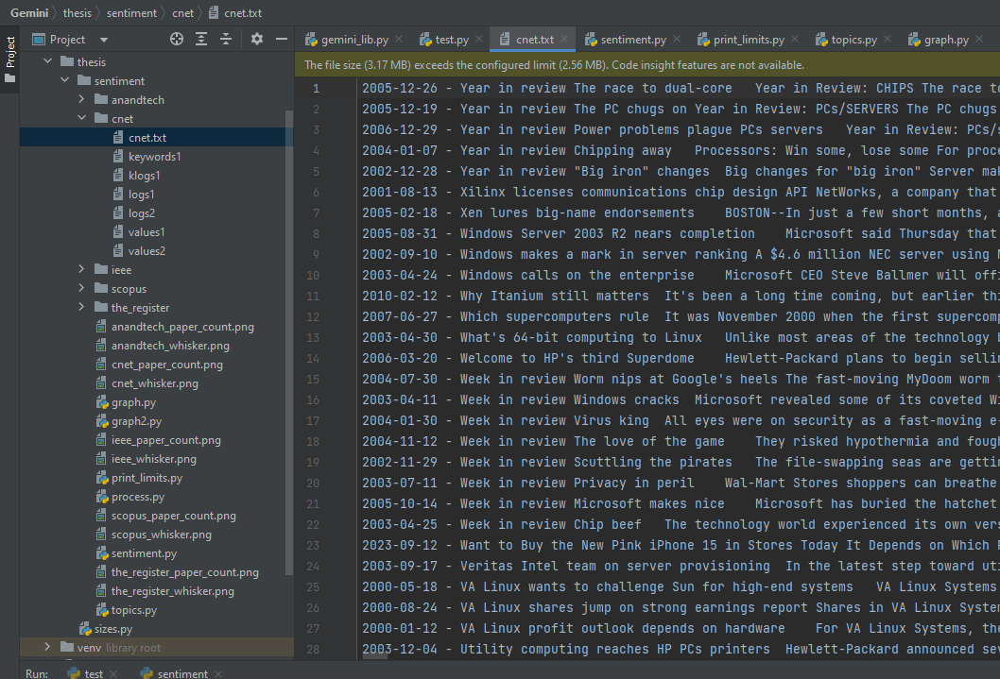 Gemini thesis sentiment cnet cnet.txt
Project
Project
gemini_lib.py test.py cnet.txt sentiment.py print_limits.py topics.py graph.py
The file size (3.17 MB) exceeds the configured limit (2.56 MB). Code insight features are not available.
thesis
sentiment
anandtech
cnet
cnet.txt
keywords1
klogs1
logs1
logs2
values1
values2
ieee
scopus
the_register
anandtech_paper_count.png
anandtech_whisker.png
cnet_paper_count.png
cnet_whisker.png
graph.py
graph2.py
ieee_paper_count.png
ieee_whisker.png
print_limits.py
process.py
scopus_paper_count.png
scopus_whisker.png
sentiment.py
the_register_paper_count.png
the_register_whisker.png
topics.py
sizes.py
venv library root
1 2005-12-26 - Year in review The race to dual-core Year in Review: CHIPS The race to
2 2005-12-19 - Year in review The PC chugs on Year in Review: PCs/SERVERS The PC chugs
3 2006-12-29 - Year in review Power problems plague PCs servers Year in Review: PCs/s
4 2004-01-07 - Year in review Chipping away Processors: Win some, lose some For proc
5 2002-12-28 - Year in review "Big iron" changes Big changes for "big iron" Server mak
6 2001-08-13 - Xilinx licenses communications chip design API NetWorks, a company that
7 2005-02-18 - Xen lures big-name endorsements BOSTON--In just a few short months, a
8 2005-08-31 - Windows Server 2003 R2 nears completion Microsoft said Thursday that
9 2002-09-10 - Windows makes a mark in server ranking A $4.6 million NEC server using
10 2003-04-24 - Windows calls on the enterprise Microsoft CEO Steve Ballmer will offi
11 2010-02-12 - Why Itanium still matters It's been a long time coming, but earlier thi
12 2007-06-27 - Which supercomputers rule It was November 2000 when the first supercomp
13 2003-04-30 - What's 64-bit computing to Linux Unlike most areas of the technology
14 2006-03-20 - Welcome to HP's third Superdome Hewlett-Packard plans to begin sellin
15 2004-07-30 - Week in review Worm nips at Google's heels The fast-moving MyDoom worm
16 2003-04-11 - Week in review Windows cracks Microsoft revealed some of its coveted Wi
17 2004-01-30 - Week in review Virus king All eyes were on security as a fast-moving e-
18 2004-11-12 - Week in review The love of the game They risked hypothermia and foug
19 2002-11-29 - Week in review Scuttling the pirates The file-swapping seas are gettin
20 2003-07-11 - Week in review Privacy in peril Wal-Mart Stores shoppers can breathe
21 2005-10-14 - Week in review Microsoft makes nice Microsoft has buried the hatchet
22 2003-04-25 - Week in review Chip beef The technology world experienced its own vers
23 2023-09-12 - Want to Buy the New Pink iPhone 15 in Stores Today It Depends on Which
24 2003-09-17 - Veritas Intel team on server provisioning In the latest step toward uti
25 2000-05-18 - VA Linux wants to challenge Sun for high-end systems VA Linux Systems
26 2000-08-24 - VA Linux shares jump on strong earnings report Shares in VA Linux System
27 2000-01-12 - VA Linux profit outlook depends on hardware For VA Linux Systems, the
28 2003-12-04 - Utility computing reaches HP PCs printers Hewlett-Packard announced sev
Run: test sentiment